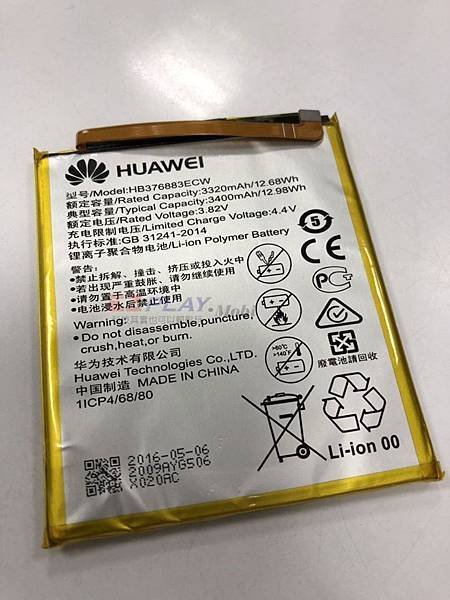 HUAWEI
型号/Model:HB376883ECW
额定容量/Rated Capacity:3320mAh/12.68Wh
典型容量/Typical Capacity:3400mAh/12.98Wh
额定电压/Rated Voltage:3.82V
充电限制电压/Limited Charge Voltage:4.4V
执行标准:GB 31241-2014
锂离子聚合物电池/Li-ion Polymer Battery
警告:
•禁止拆解、撞击、挤压或投入火中
•若出现严重鼓胀、请勿继续使用
•请勿置于高温环境中
•电池浸水后禁止使用
Warning:
• Do not disassemble,puncture,
crush,heat,or burn.
华为技术有限公司
Huawei Technologies Co.,LTD.
中国制造 MADE IN CHINA
1ICP4/68/80
5
CE
PCT
>60℃
>140℉
廢電池請回收
Li-ion 00
2016-05-06
2009AYG506
X020AC
PLAY.Mobi